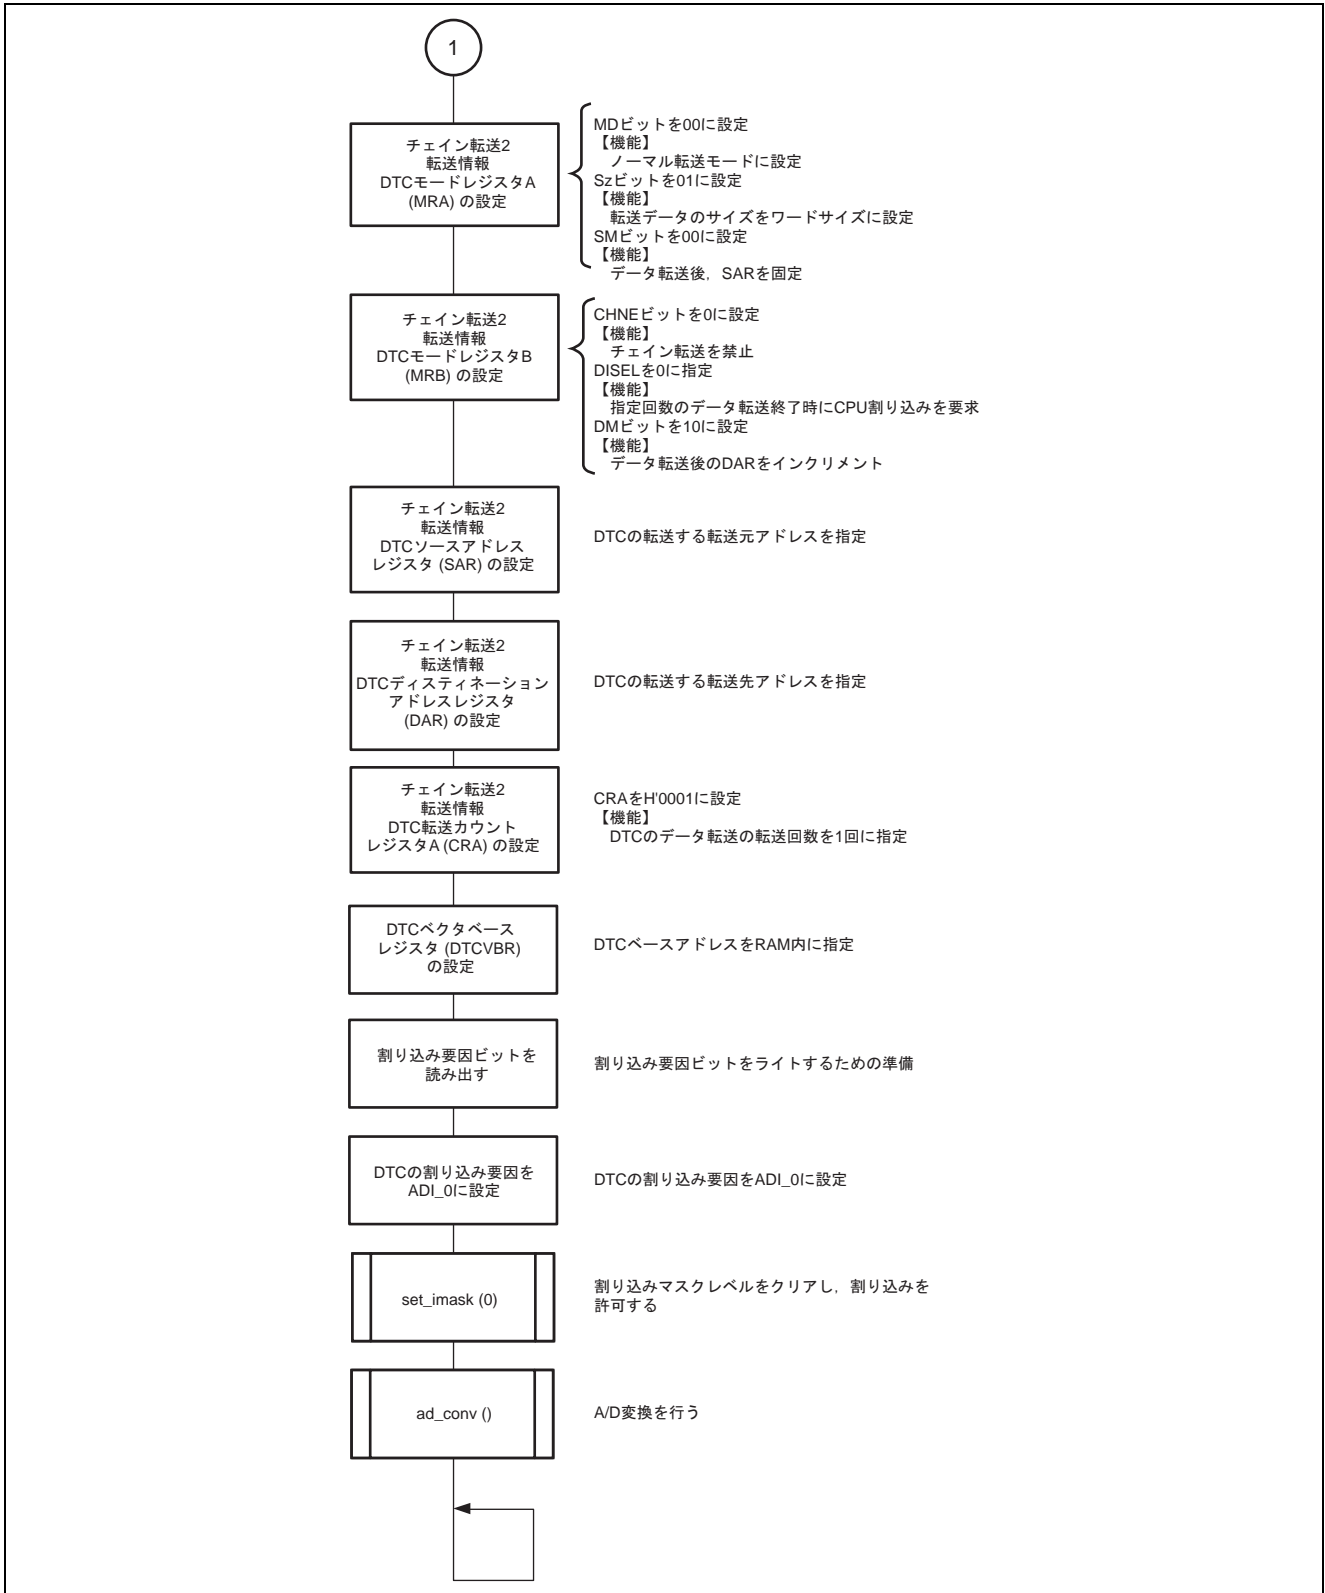 1
チェイン転送2
転送情報
DTCモードレジスタA
(MRA) の設定
MDビットを00に設定
【機能】
ノーマル転送モードに設定
Szビットを01に設定
【機能】
転送データのサイズをワードサイズに設定
SMビットを00に設定
【機能】
データ転送後，SARを固定
チェイン転送2
転送情報
DTCモードレジスタB
(MRB) の設定
CHNEビットを0に設定
【機能】
チェイン転送を禁止
DISELを0に指定
【機能】
指定回数のデータ転送終了時にCPU割り込みを要求
DMビットを10に設定
【機能】
データ転送後のDARをインクリメント
チェイン転送2
転送情報
DTCソースアドレス
レジスタ (SAR) の設定
DTCの転送する転送元アドレスを指定
チェイン転送2
転送情報
DTCディスティネーション
アドレスレジスタ
(DAR) の設定
DTCの転送する転送先アドレスを指定
チェイン転送2
転送情報
DTC転送カウント
レジスタA (CRA) の設定
CRAをH'0001に設定
【機能】
DTCのデータ転送の転送回数を1回に指定
DTCベクタベース
レジスタ (DTCVBR)
の設定
DTCベースアドレスをRAM内に指定
割り込み要因ビットを
読み出す
割り込み要因ビットをライトするための準備
DTCの割り込み要因を
ADI_0に設定
DTCの割り込み要因をADI_0に設定
set_imask (0)
割り込みマスクレベルをクリアし，割り込みを
許可する
ad_conv ()
A/D変換を行う